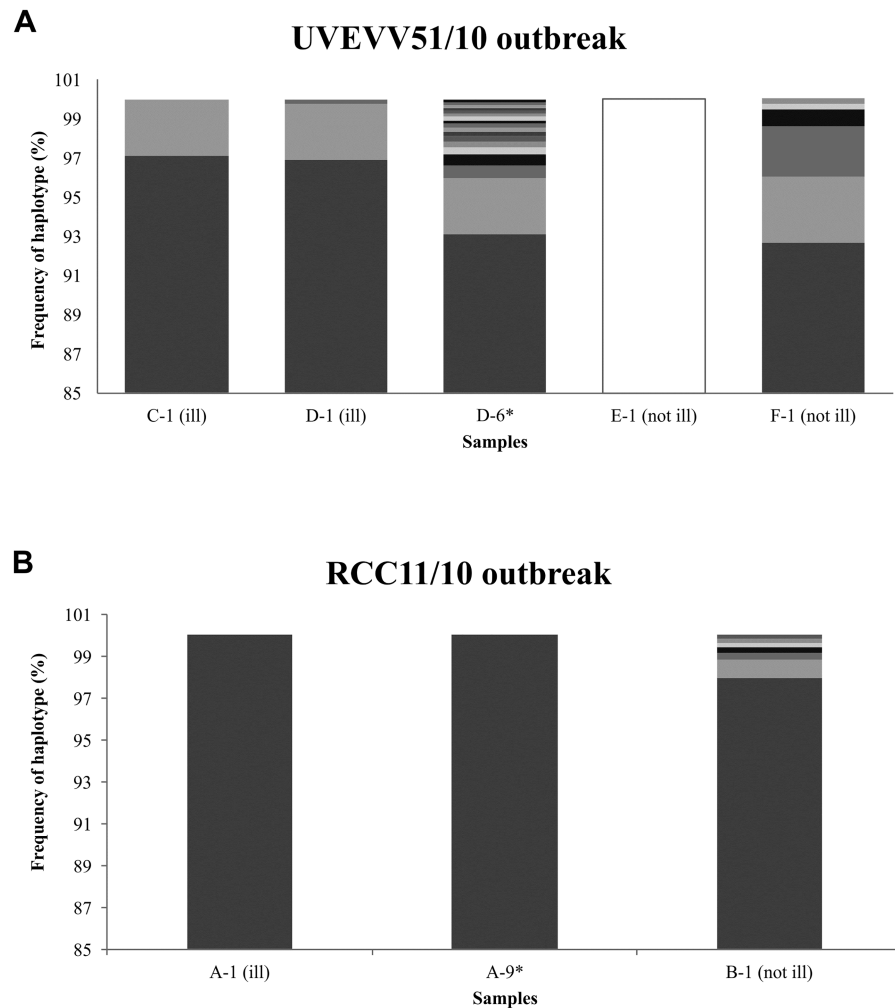 A
UVEVV51/10 outbreak
Frequency of haplotype (%)
101
99
97
95
93
91
89
87
85
C-1 (ill) D-1 (ill) D-6* E-1 (not ill) F-1 (not ill)
Samples
B
RCC11/10 outbreak
Frequency of haplotype (%)
101
99
97
95
93
91
89
87
85
A-1 (ill) A-9* B-1 (not ill)
Samples